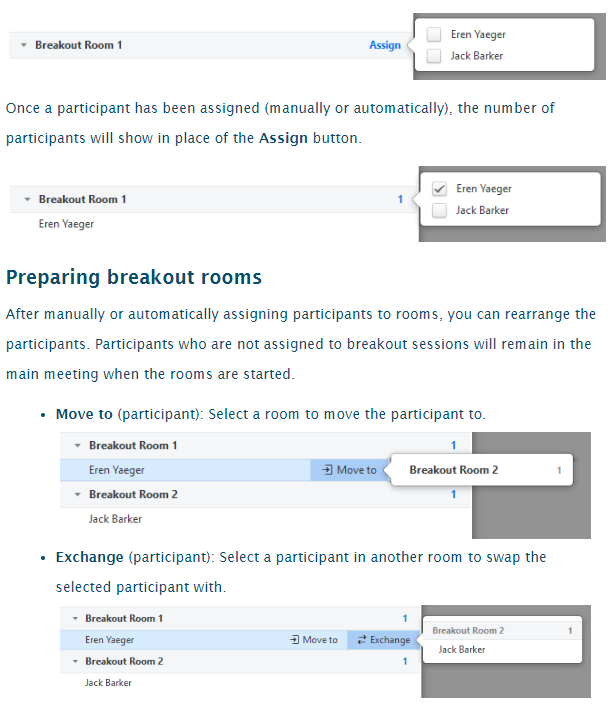 Breakout Room 1 Assign Eren Yaeger
Jack Barker
Once a participant has been assigned (manually or automatically), the number of
participants will show in place of the Assign button.
Breakout Room 1 1 Eren Yaeger
Eren Yaeger Jack Barker
Preparing breakout rooms
After manually or automatically assigning participants to rooms, you can rearrange the
participants. Participants who are not assigned to breakout sessions will remain in the
main meeting when the rooms are started.
• Move to (participant): Select a room to move the participant to.
Breakout Room 1 1
Eren Yaeger Move to Breakout Room 2 1
Breakout Room 2 1
Jack Barker
• Exchange (participant): Select a participant in another room to swap the
selected participant with.
Breakout Room 1 1
Eren Yaeger Move to Exchange Breakout Room 2 1
Jack Barker
Breakout Room 2 1
Jack Barker